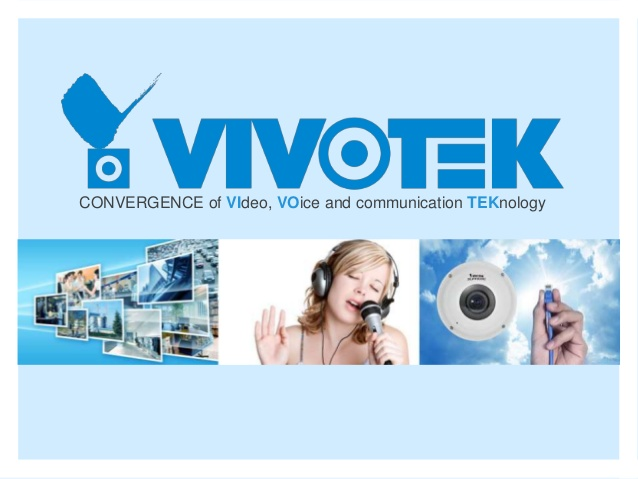 VIVOTEK
CONVERGENCE of VIdeo, VOice and communication TEKnology